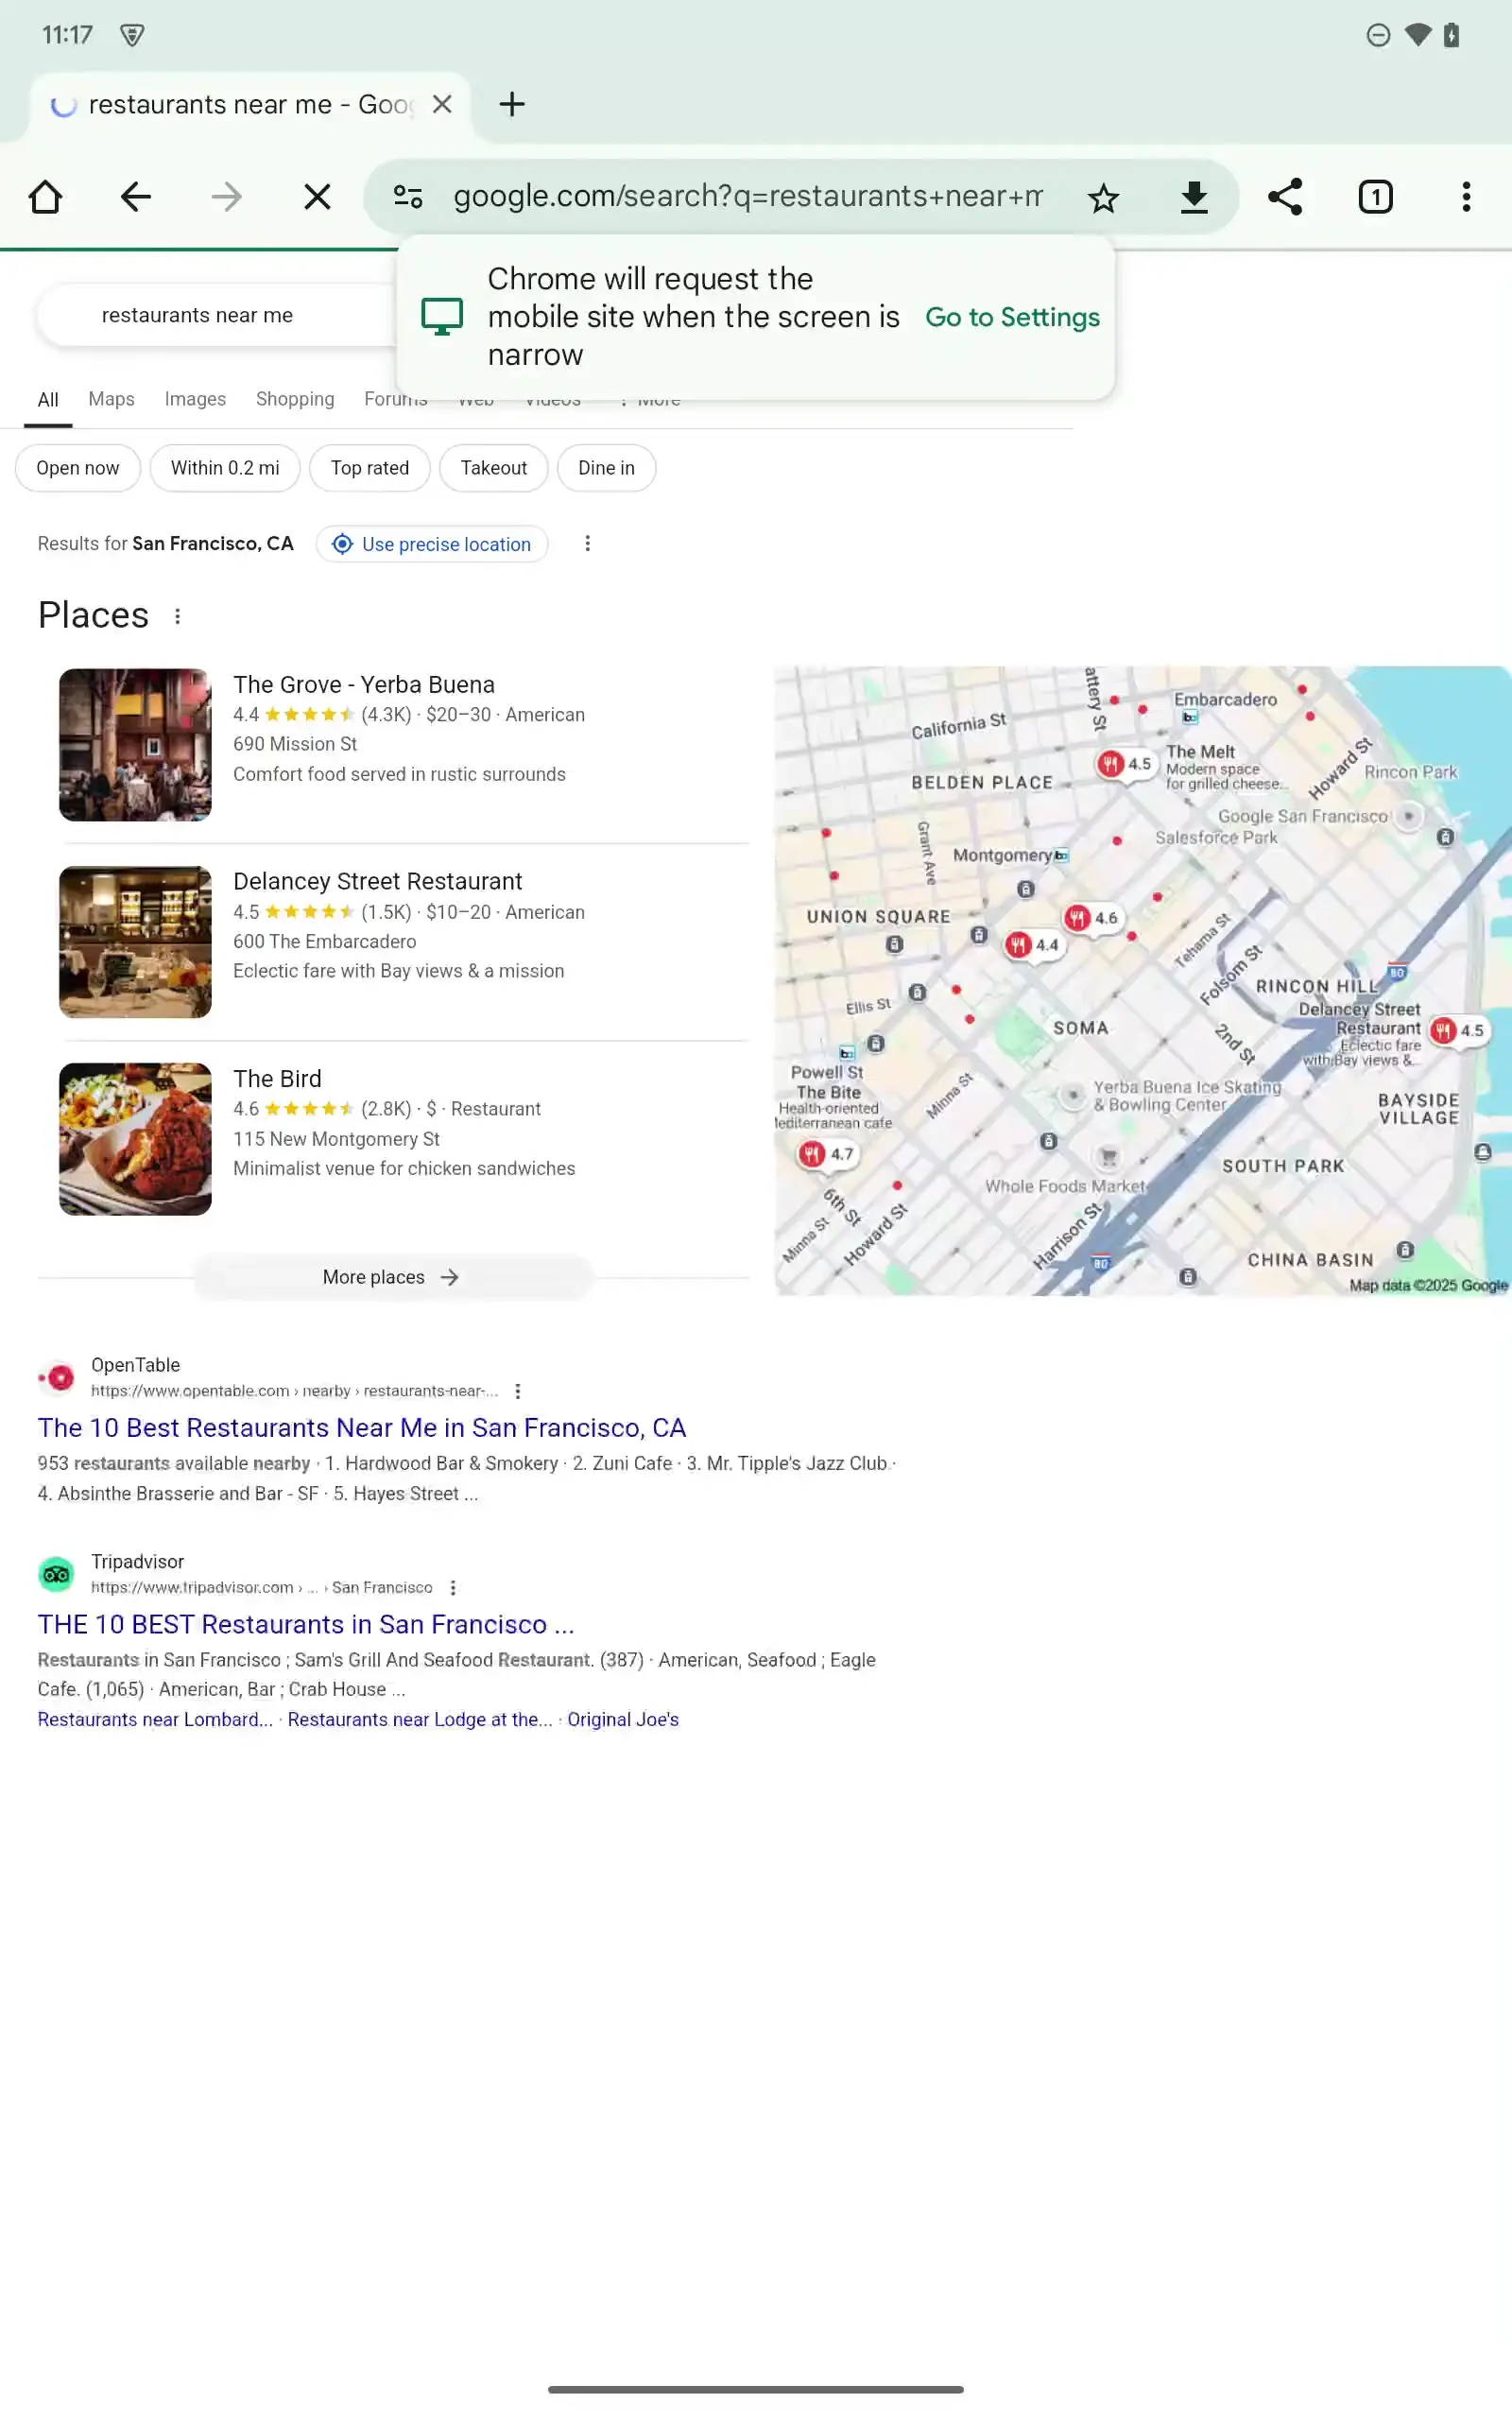 11:17
restaurants near me - Goog
google.com/search?q=restaurants+near+m
1
Chrome will request the
mobile site when the screen is
narrow
Go to Settings
restaurants near me
All
Maps
Images
Shopping
Forums
Web
Videos
More
Open now
Within 0.2 mi
Top rated
Takeout
Dine in
Results for San Francisco, CA
Use precise location
Places
The Grove - Yerba Buena
4.4 (4.3K) · $20–30 · American
690 Mission St
Comfort food served in rustic surrounds
Delancey Street Restaurant
4.5 (1.5K) · $10–20 · American
600 The Embarcadero
Eclectic fare with Bay views & a mission
The Bird
4.6 (2.8K) · $ · Restaurant
115 New Montgomery St
Minimalist venue for chicken sandwiches
More places
attery St
Embarcadero
California St
The Melt
Modern space
for grilled cheese...
4.5
Howard St
Rincon Park
BELDEN PLACE
Google San Francisco
Salesforce Park
Grant Ave
Montgomery
UNION SQUARE
4.6
4.4
Tehama St
Folsom St
80
RINCON HILL
Ellis St
SOMA
Delancey Street
Restaurant
Eclectic fare
with Bay views &...
4.5
2nd St
Powell St
The Bite
Health-oriented
editerranean cafe
4.7
Minna St
Yerba Buena Ice Skating
& Bowling Center
BAYSIDE
VILLAGE
SOUTH PARK
Whole Foods Market
6th St
Minna St
Howard St
Harrison St
80
CHINA BASIN
Map data ©2025 Google
OpenTable
https://www.opentable.com › nearby › restaurants-near-...
The 10 Best Restaurants Near Me in San Francisco, CA
953 restaurants available nearby · 1. Hardwood Bar & Smokery · 2. Zuni Cafe · 3. Mr. Tipple's Jazz Club ·
4. Absinthe Brasserie and Bar - SF · 5. Hayes Street ...
Tripadvisor
https://www.tripadvisor.com › ... › San Francisco
THE 10 BEST Restaurants in San Francisco ...
Restaurants in San Francisco ; Sam's Grill And Seafood Restaurant. (387) · American, Seafood ; Eagle
Cafe. (1,065) · American, Bar ; Crab House ...
Restaurants near Lombard... · Restaurants near Lodge at the... · Original Joe's